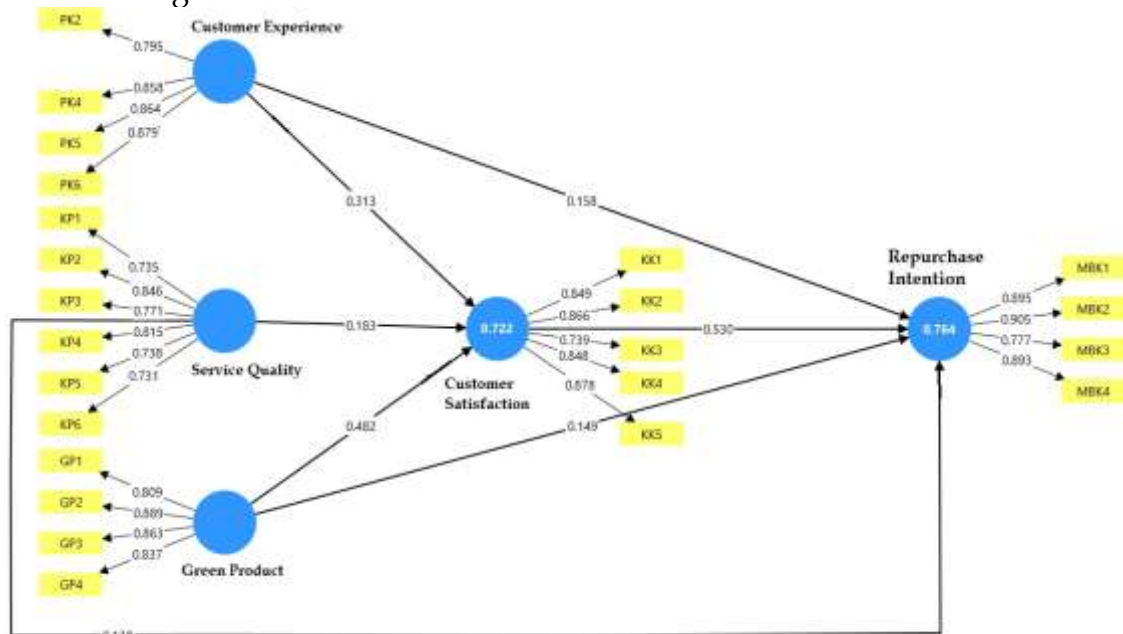 PK2
Customer Experience
0.795
PK4
0.858
0.864
PK5
0.879
PK6
0.313
0.158
KP1
0.735
KP2
0.846
KP3
0.771
KP4
0.815
KP5
0.738
0.731
KP6
Service Quality
0.183
0.722
Customer
Satisfaction
KK1
0.849
KK2
0.866
0.739
KK3
0.848
KK4
0.878
KK5
0.530
Repurchase
Intention
0.764
MBK1
0.895
MBK2
0.905
0.777
MBK3
0.893
MBK4
0.482
0.149
GP1
0.809
GP2
0.889
GP3
0.863
0.837
GP4
Green Product